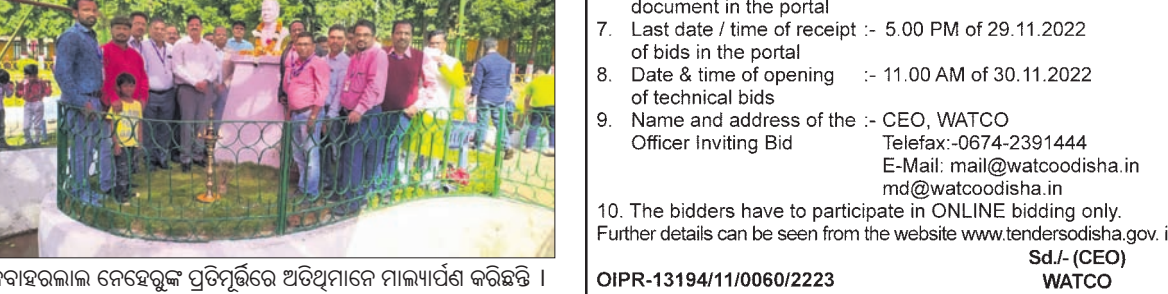 ଜବାହରଲାଲ ନେହେରୁଙ୍କ ପ୍ରତିମୂର୍ତ୍ତିରେ ଅତିଥିମାନେ ମାଲ୍ୟାର୍ପଣ କରିଛନ୍ତି ।
document in the portal
7. Last date / time of receipt :- 5.00 PM of 29.11.2022
of bids in the portal
8. Date & time of opening :- 11.00 AM of 30.11.2022
of technical bids
9. Name and address of the :- CEO, WATCO
Officer Inviting Bid Telefax:-0674-2391444
E-Mail: mail@watcoodisha.in
md@watcoodisha.in
10. The bidders have to participate in ONLINE bidding only.
Further details can be seen from the website www.tendersodisha.gov. i
Sd./- (CEO)
OIPR-13194/11/0060/2223 WATCO